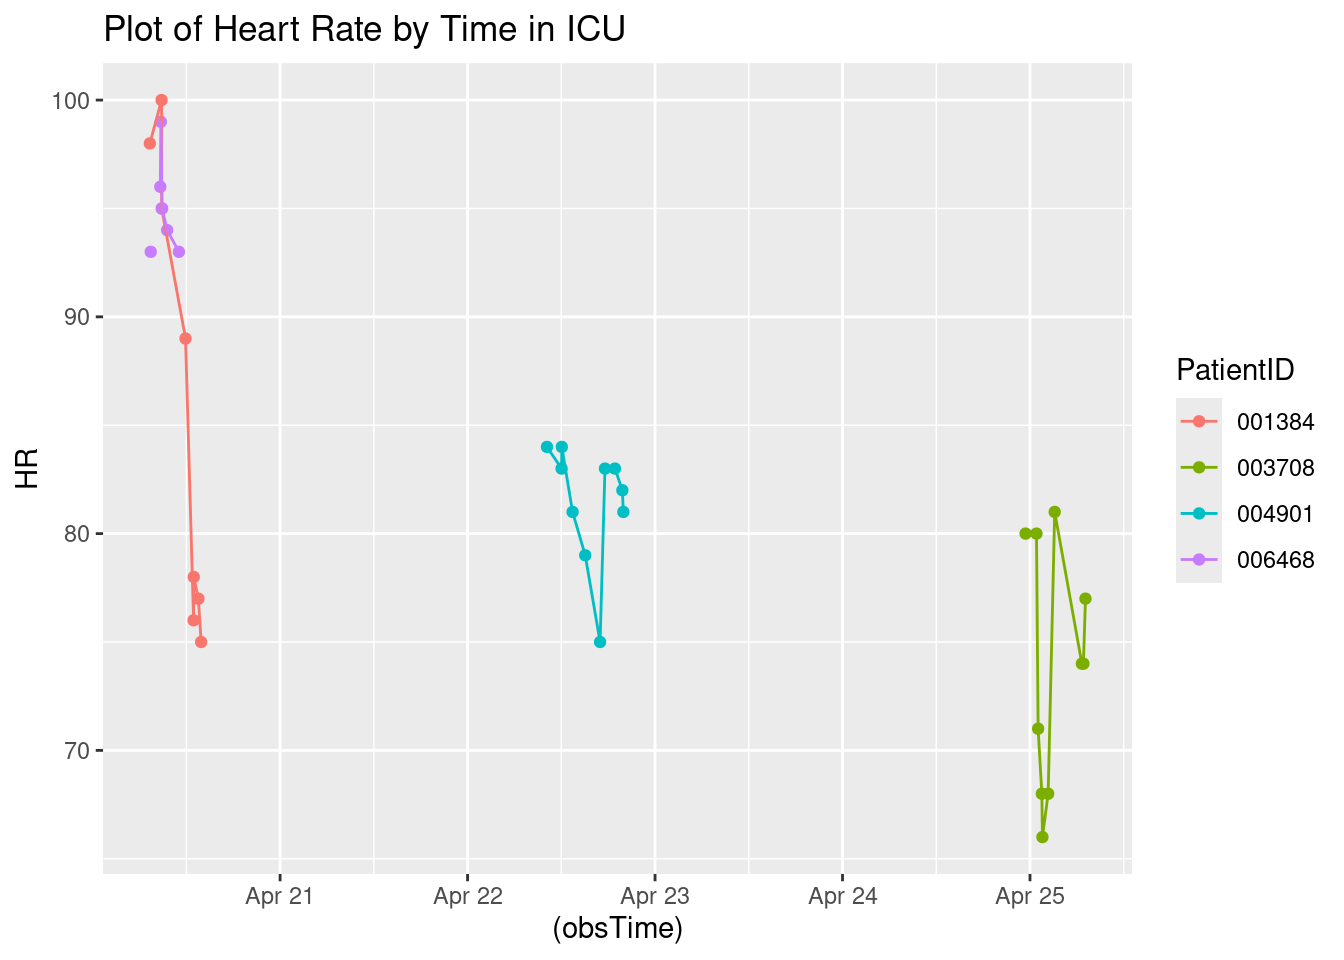 Plot of Heart Rate by Time in ICU
100
90
80
70
HR
Apr 21
Apr 22
Apr 23
Apr 24
Apr 25
(obsTime)
PatientID
001384
003708
004901
006468